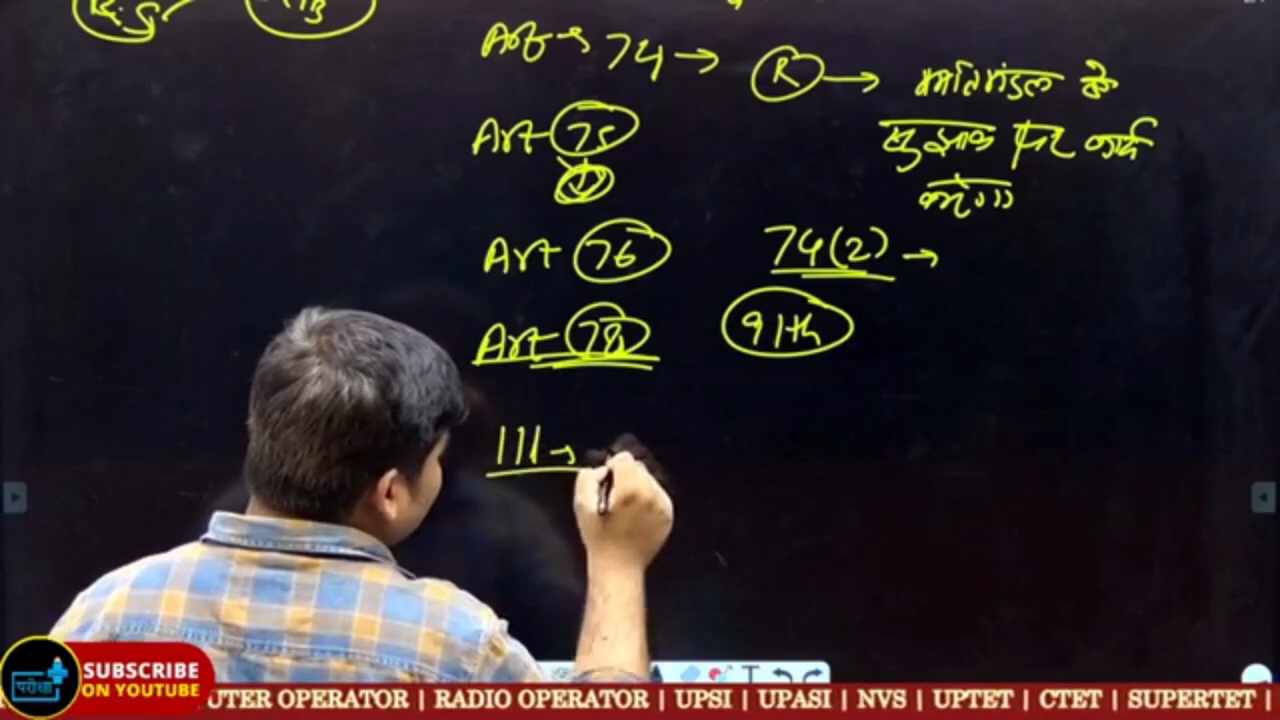 Art → 74 → R → मंत्रिमंडल के
सुझाव पर कार्य
करेगा
Art 75
Art 76
74(2) →
Art 78
91th
111 →
परीक्षा
SUBSCRIBE
ON YOUTUBE
UTER OPERATOR | RADIO OPERATOR | UPSI | UPASI | NVS | UPTET | CTET | SUPERTET |